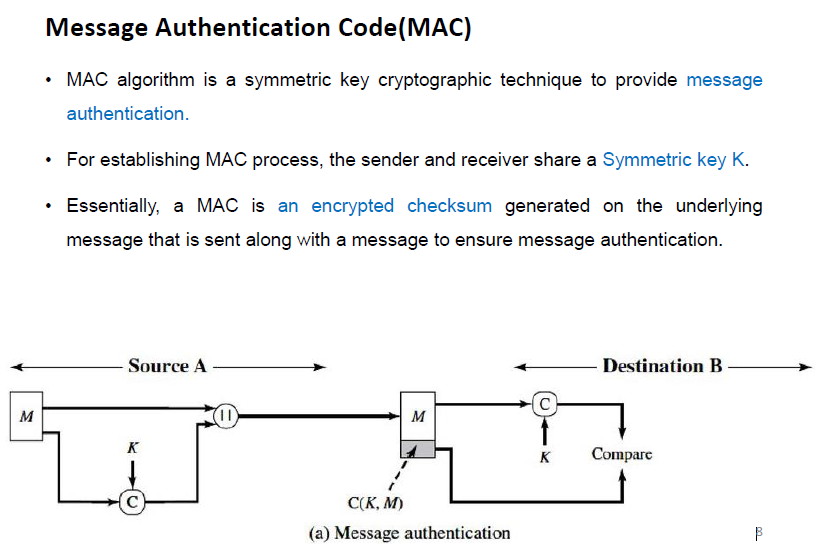 Message Authentication Code(MAC)
• MAC algorithm is a symmetric key cryptographic technique to provide message
authentication.
• For establishing MAC process, the sender and receiver share a Symmetric key K.
• Essentially, a MAC is an encrypted checksum generated on the underlying
message that is sent along with a message to ensure message authentication.
Source A
Destination B
M
||
M
C
K
K
Compare
C
C(K, M)
(a) Message authentication